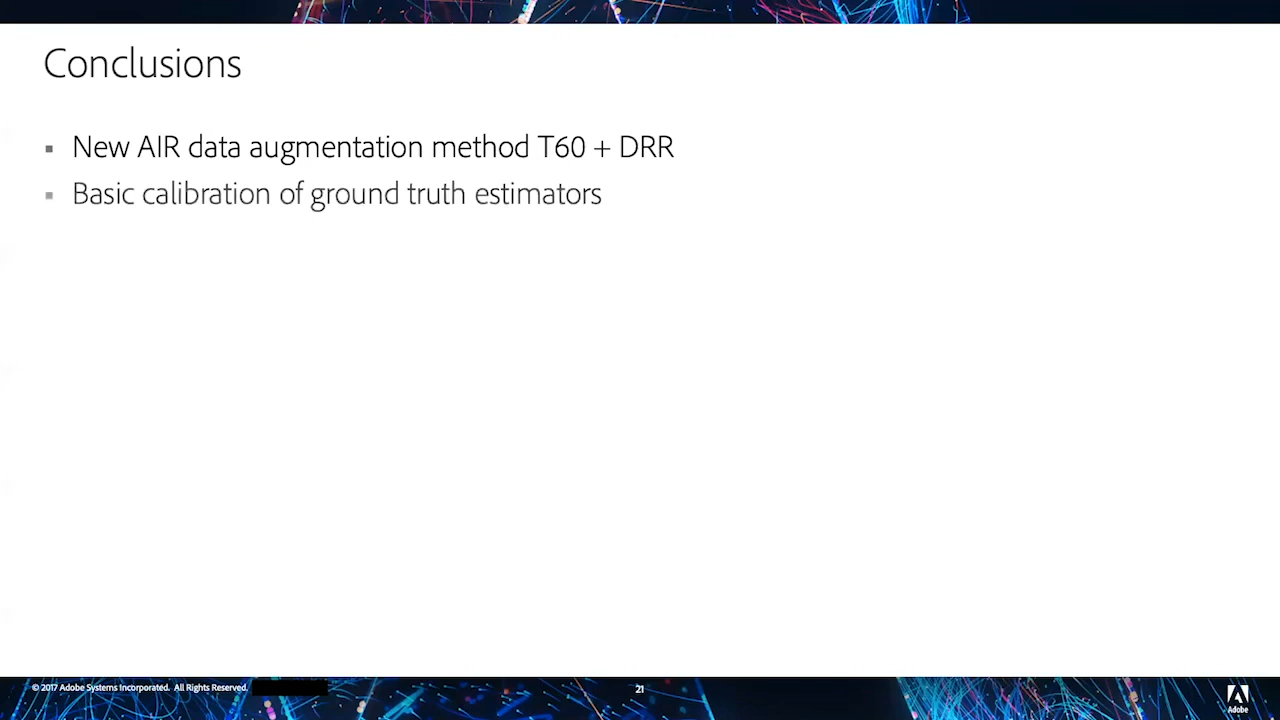 Conclusions
▪ New AIR data augmentation method T60 + DRR
▪ Basic calibration of ground truth estimators
© 2017 Adobe Systems Incorporated. All Rights Reserved.
21
Adobe